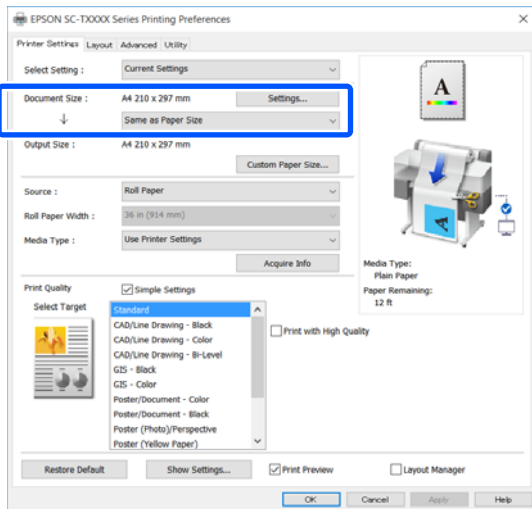 EPSON SC-TXXXX Series Printing Preferences
Printer Settings Layout Advanced Utility
Select Setting : Current Settings
Document Size : A4 210 x 297 mm Settings...
Same as Paper Size
Output Size : A4 210 x 297 mm
Custom Paper Size...
Source : Roll Paper
Roll Paper Width : 36 in (914 mm)
Media Type : Use Printer Settings
Acquire Info
A
Media Type:
Plain Paper
Paper Remaining:
12 ft
Print Quality Simple Settings
Select Target
Standard
CAD/Line Drawing - Black
CAD/Line Drawing - Color
CAD/Line Drawing - Bi-Level
GIS - Black
GIS - Color
Poster/Document - Color
Poster/Document - Black
Poster (Photo)/Perspective
Poster (Yellow Paper)
Print with High Quality
Restore Default Show Settings... Print Preview Layout Manager
OK Cancel Apply Help